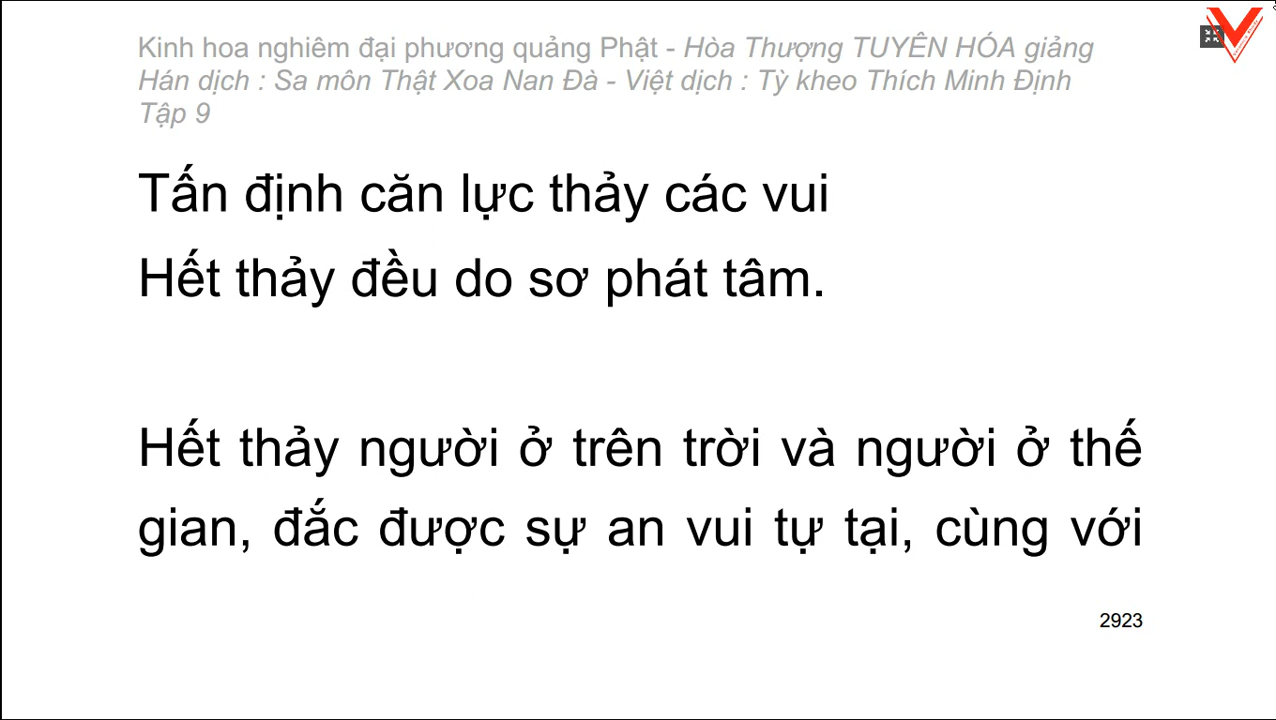 Kinh hoa nghiêm đại phương quảng Phật - Hòa Thượng TUYÊN HÓA giảng
Hán dịch : Sa môn Thật Xoa Nan Đà - Việt dịch : Tỳ kheo Thích Minh Định
Tập 9
Tấn định căn lực thảy các vui
Hết thảy đều do sơ phát tâm.
Hết thảy người ở trên trời và người ở thế
gian, đắc được sự an vui tự tại, cùng với
2923